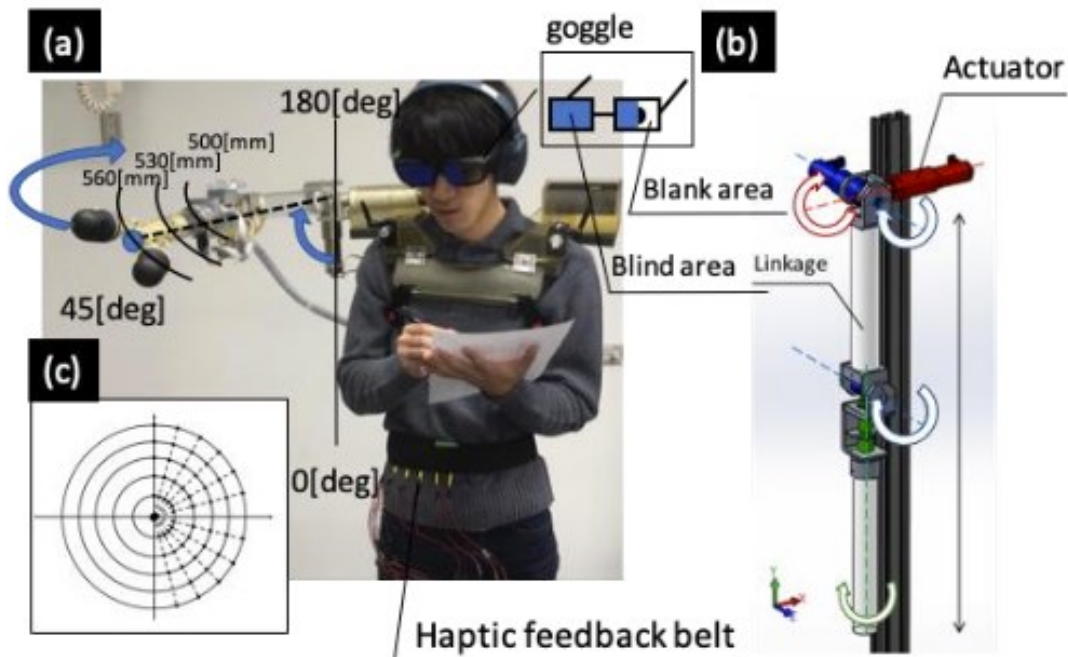 (a)
goggle
(b)
Actuator
180[deg]
500[mm]
530[mm]
560[mm]
Blank area
Blind area
Linkage
45[deg]
(c)
0[deg]
Haptic feedback belt
Y
X